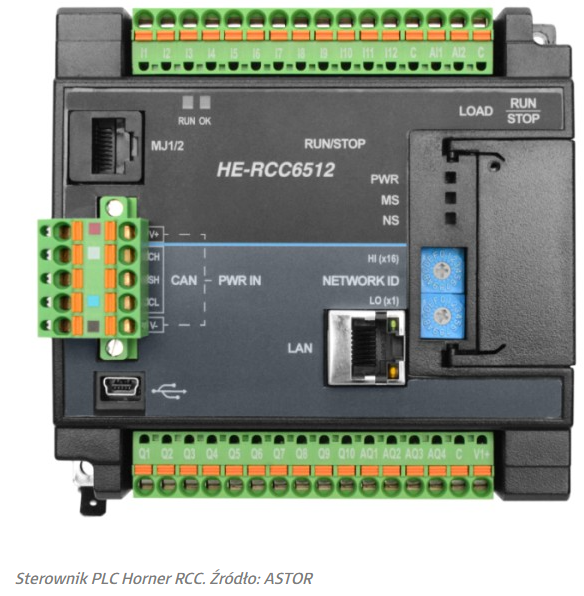 I1 I2 I3 I4 I5 I6 I7 I8 I9 I10 I11 I12 C AI1 AI2 C
LOAD RUN
STOP
RUN OK
MJ1/2
RUN/STOP
HE-RCC6512
PWR
MS
NS
V+
CH
SH
CL
V-
CAN
PWR IN
HI (x16)
NETWORK ID
LO (x1)
LAN
Q1 Q2 Q3 Q4 Q5 Q6 Q7 Q8 Q9 Q10 AQ1 AQ2 AQ3 AQ4 C V1+
Sterownik PLC Horner RCC. Źródło: ASTOR